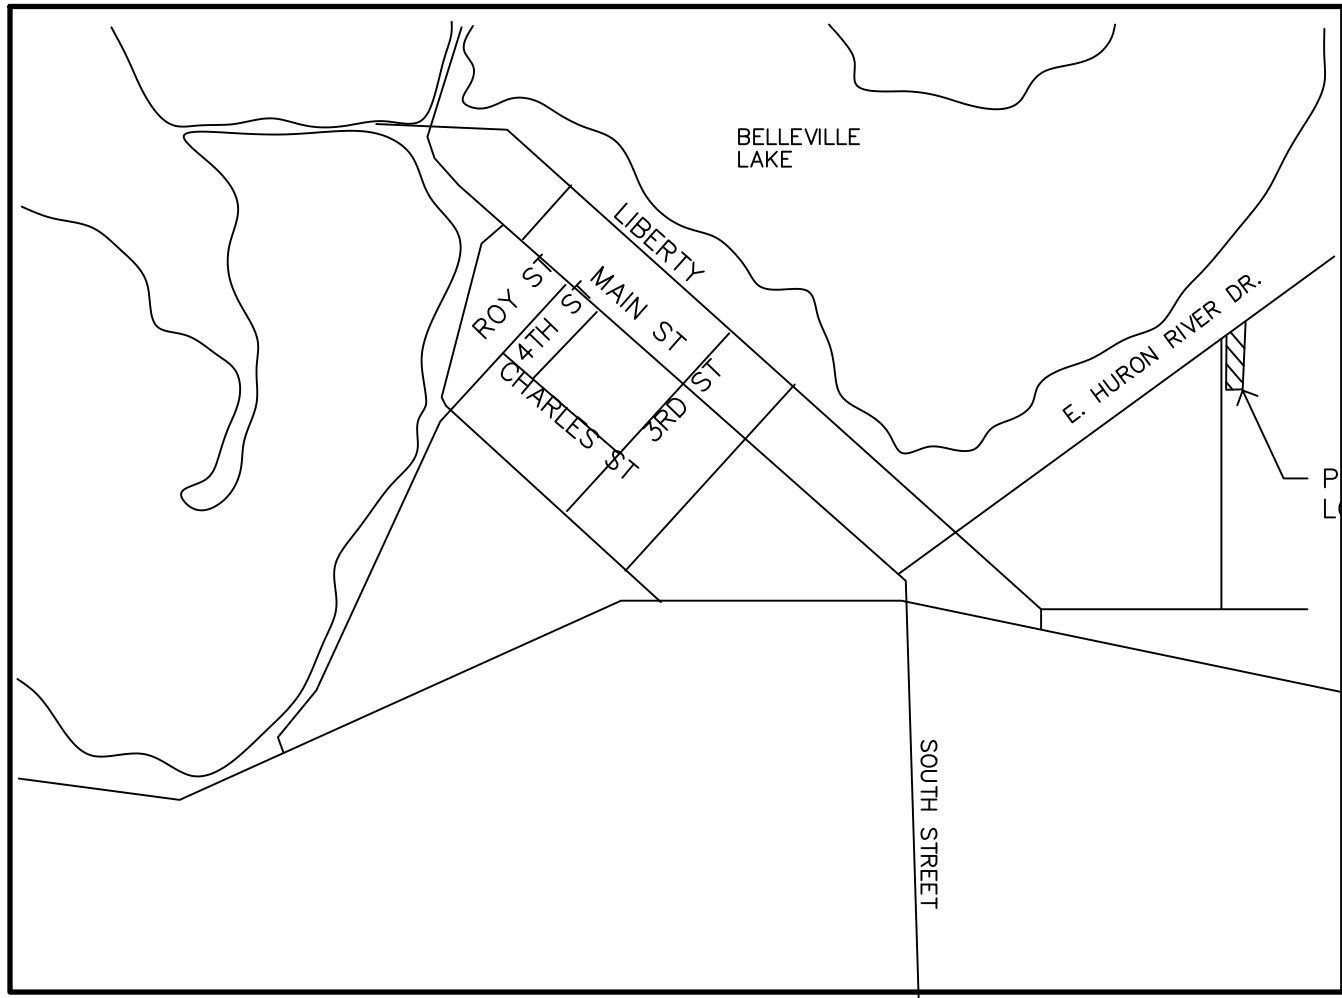 BELLEVILLE
LAKE
LIBERTY
MAIN ST
ROY ST
4TH ST
CHARLES ST
3RD ST
E. HURON RIVER DR.
SOUTH STREET